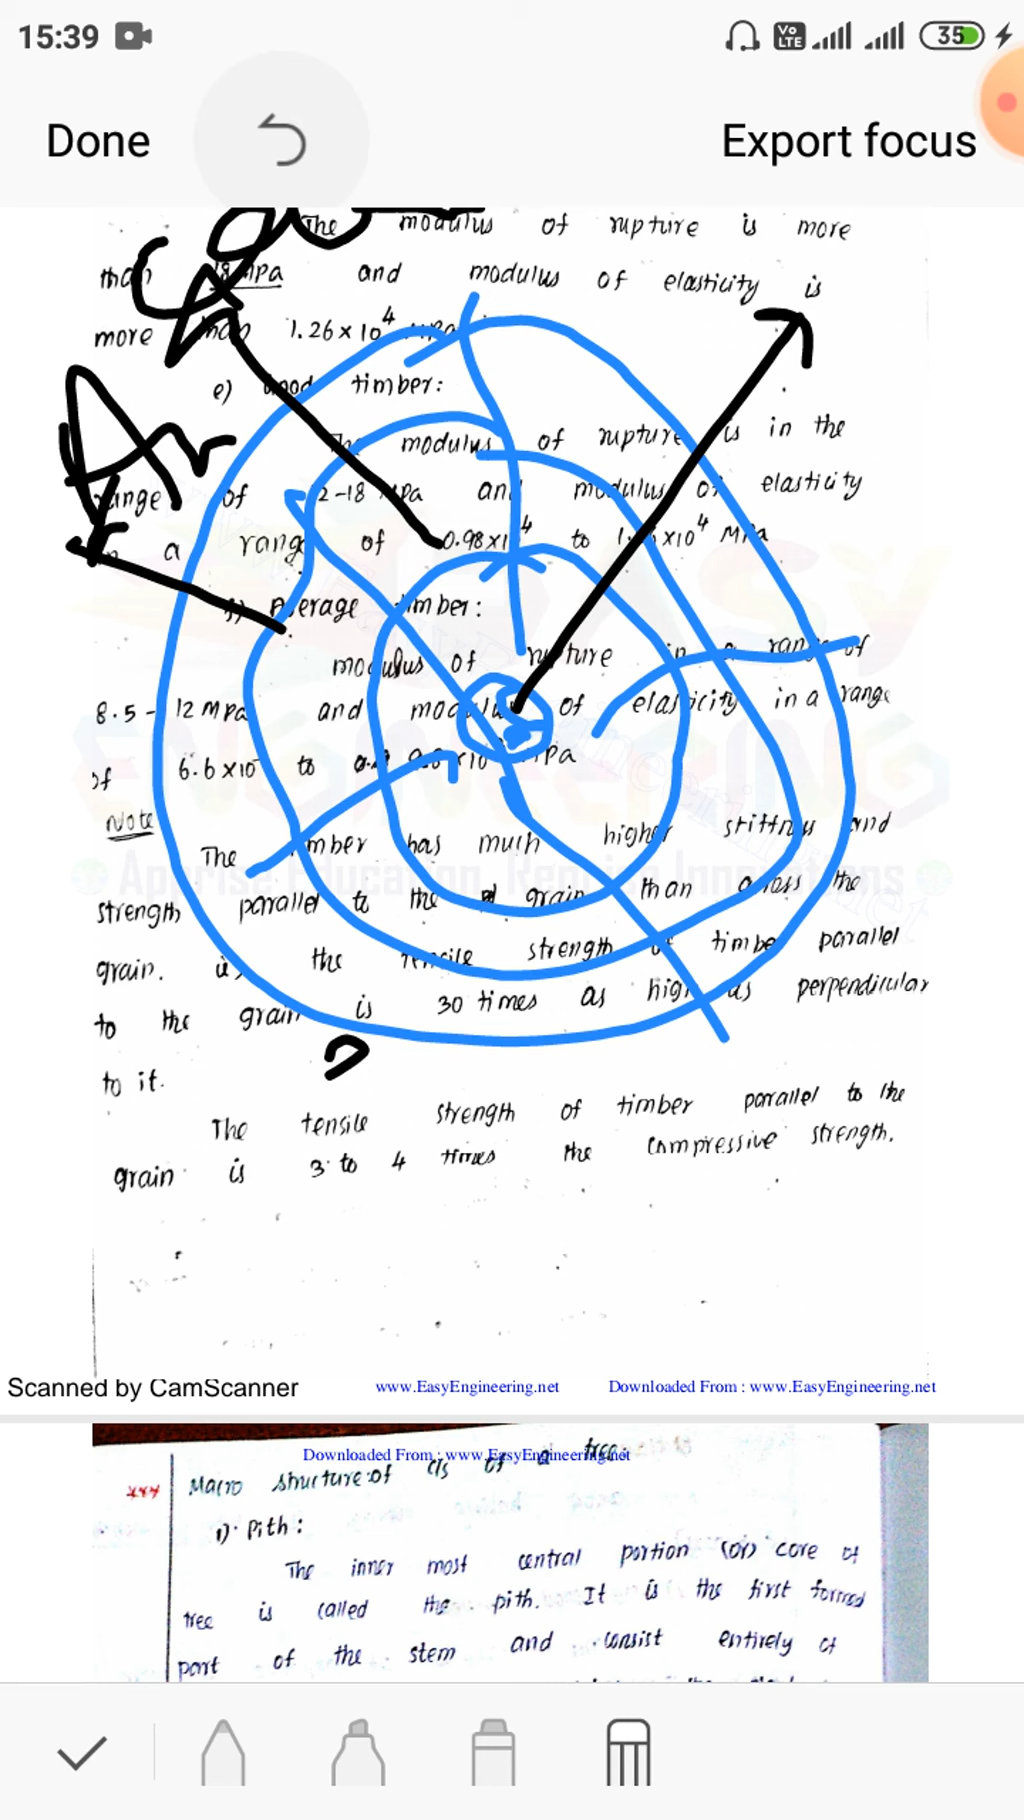 15:39
Vo LTE
35
Done
Export focus
The modulus of rupture is more
than MPa and modulus of elasticity is
more than 1.26×10⁴ MPa
e) Good timber:
The modulus of rupture is in the
range of 12-18 MPa and modulus of elasticity
a range of 0.98×10⁴ to ×10⁴ MPa
f) Average timber:
modulus of rupture in a range of
8.5 - 12 MPa and modulus of elasticity in a range
of 6.6×10 to MPa
Note
The timber has much higher stiffness and
strength parallel to the grain than across the
grain. the tensile strength of timber parallel
to the grain is 30 times as high as perpendicular
to it.
The tensile strength of timber parallel to the
grain is 3 to 4 times the compressive strength.
Scanned by CamScanner
www.EasyEngineering.net
Downloaded From : www.EasyEngineering.net
Downloaded From : www.EasyEngineering.net
Macro structure of c/s of a tree.
1) Pith:
The inner most central portion (or) core of
tree is called the pith. It is the first formed
part of the stem and consist entirely of